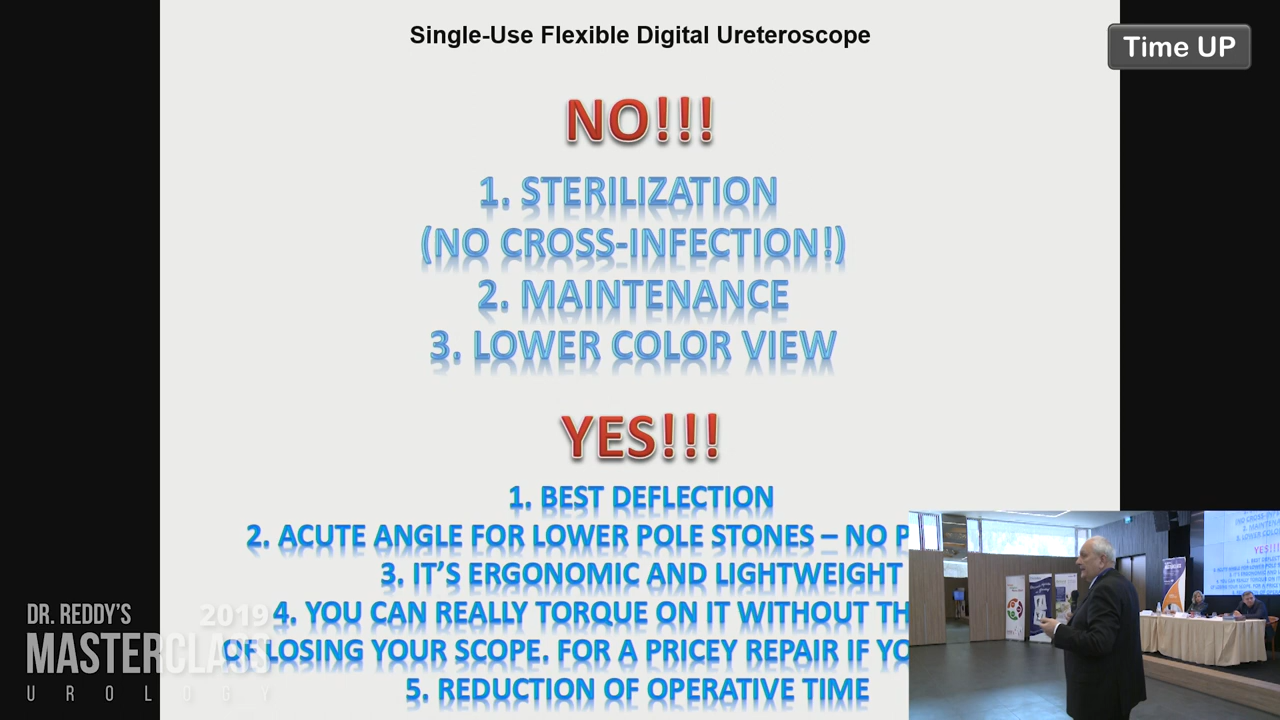 Single-Use Flexible Digital Ureteroscope
Time UP
NO!!!
1. STERILIZATION
(NO CROSS-INFECTION!)
2. MAINTENANCE
3. LOWER COLOR VIEW
YES!!!
1. BEST DEFLECTION
2. ACUTE ANGLE FOR LOWER POLE STONES – NO P
3. IT'S ERGONOMIC AND LIGHTWEIGHT
4. YOU CAN REALLY TORQUE ON IT WITHOUT TH
OF LOSING YOUR SCOPE. FOR A PRICEY REPAIR IF YO
5. REDUCTION OF OPERATIVE TIME
DR. REDDY'S 2019
MASTERCLASS
UROLOGY
YES!!!